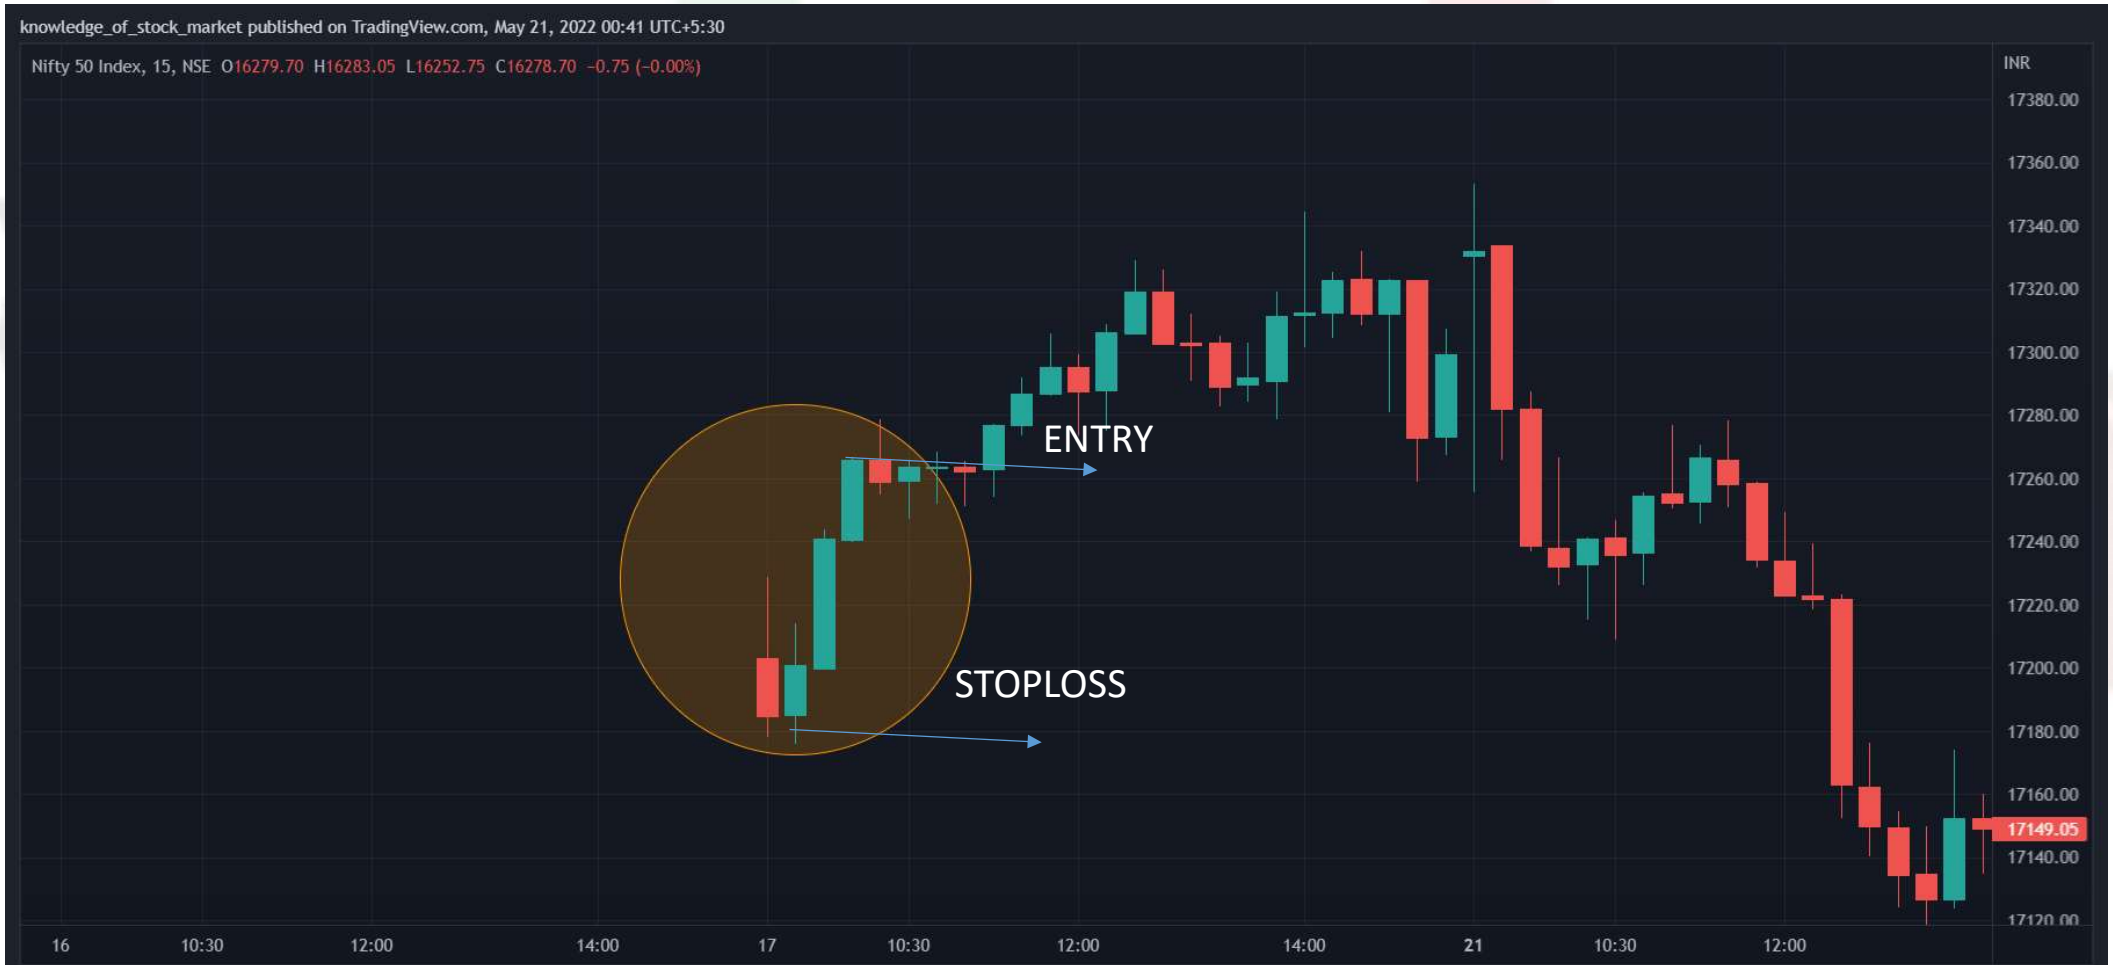 knowledge_of_stock_market published on TradingView.com, May 21, 2022 00:41 UTC+5:30
Nifty 50 Index, 15, NSE O16279.70 H16283.05 L16252.75 C16278.70 −0.75 (−0.00%)
INR
17380.00
17360.00
17340.00
17320.00
17300.00
17280.00
ENTRY
17260.00
17240.00
17220.00
17200.00
STOPLOSS
17180.00
17160.00
17149.05
17140.00
17120.00
16 10:30 12:00 14:00 17 10:30 12:00 14:00 21 10:30 12:00